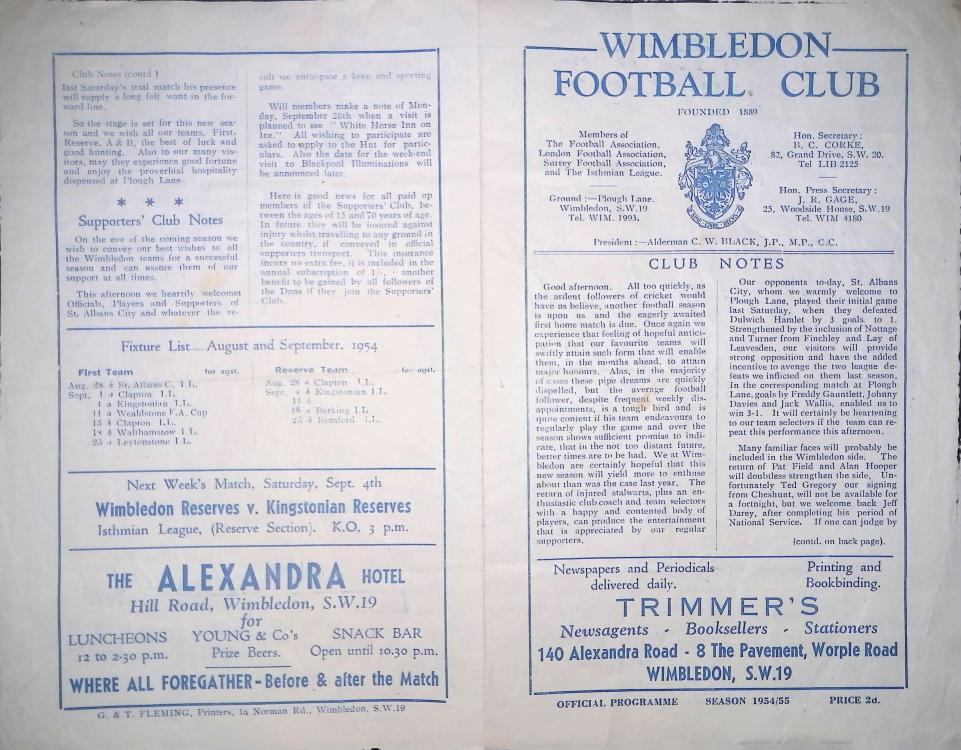 Club Notes (contd )
last Saturday's trial match his presence
will supply a long felt want in the for-
ward line.
So the stage is set for this new sea-
son and we wish all our teams, First,
Reserve, A & B, the best of luck and
good hunting. Also to our many vis-
itors, may they experience good fortune
and enjoy the proverbial hospitality
dispensed at Plough Lane.
* * *
Supporters' Club Notes
On the eve of the coming season we
wish to convey our best wishes to all
the Wimbledon teams for a successful
season and can assure them of our
support at all times.
This afternoon we heartily welcome
Officials, Players and Supporters of
St. Albans City and whatever the re-
sult we anticipate a keen and sporting
game.
Will members make a note of Mon-
day, September 26th when a visit is
planned to see "White Horse Inn on
Ice." All wishing to participate are
asked to apply to the Hut for partic-
ulars. Also the date for the week-end
visit to Blackpool Illuminations will
be announced later.
Here is good news for all paid up
members of the Supporters' Club, be-
tween the ages of 15 and 70 years of age.
In future they will be insured against
injury whilst travelling to any ground in
the country, if conveyed in official
supporters transport. This insurance
incurs no extra fee, it is included in the
annual subscription of 1/-, - another
benefit to be gained by all followers of
the Dons if they join the Supporters'
Club.
Fixture List—August and September, 1954
First Team for agst.
Aug. 28 a St. Albans C. I L.
Sept. 1 a Clapton I.L.
4 a Kingstonian I.L.
11 a Wealdstone F.A. Cup
15 a Clapton I.L.
18 a Walthamstow I.L.
25 a Leytonstone I.L.
Reserve Team for agst.
Aug. 28 a Clapton I.L.
Sept. 4 a Kingstonian I.L.
11 a
18 a Barking I.L.
25 a Romford I.L.
Next Week's Match, Saturday, Sept. 4th
Wimbledon Reserves v. Kingstonian Reserves
Isthmian League, (Reserve Section). K.O. 3 p.m.
THE ALEXANDRA HOTEL
Hill Road, Wimbledon, S.W.19
for
LUNCHEONS YOUNG & Co's SNACK BAR
12 to 2-30 p.m. Prize Beers. Open until 10.30 p.m.
WHERE ALL FOREGATHER - Before & after the Match
G. & T. FLEMING, Printers, 1a Norman Rd., Wimbledon, S.W.19
WIMBLEDON
FOOTBALL CLUB
FOUNDED 1889
Members of
The Football Association,
London Football Association,
Surrey Football Association,
and The Isthmian League.
Ground :—Plough Lane,
Wimbledon, S.W.19
Tel. WIM. 1993.
Hon. Secretary :
B. C. CORKE,
82, Grand Drive, S.W. 20.
Tel LIB 2125
Hon. Press Secretary :
J. R. GAGE,
25, Woodside House, S.W.19
Tel. WIM 4180
President :—Alderman C. W. BLACK, J.P., M.P., C.C.
CLUB NOTES
Good afternoon. All too quickly, as
the ardent followers of cricket would
have us believe, another football season
is upon us and the eagerly awaited
first home match is due. Once again we
experience that feeling of hopeful antici-
pation that our favourite teams will
swiftly attain such form that will enable
them, in the months ahead, to attain
major honours. Alas, in the majority
of cases these pipe dreams are quickly
dispelled, but the average football
follower, despite frequent weekly dis-
appointments, is a tough bird and is
quite content if his team endeavours to
regularly play the game and over the
season shows sufficient promise to indi-
cate, that in the not too distant future,
better times are to be had. We at Wim-
bledon are certainly hopeful that this
new season will yield more to enthuse
about than was the case last year. The
return of injured stalwarts, plus an en-
thusiastic club coach and team selectors
with a happy and contented body of
players, can produce the entertainment
that is appreciated by our regular
supporters.
Our opponents to-day, St. Albans
City, whom we warmly welcome to
Plough Lane, played their initial game
last Saturday, when they defeated
Dulwich Hamlet by 3 goals to 1.
Strengthened by the inclusion of Nottage
and Turner from Finchley and Lay of
Leavesden, our visitors will provide
strong opposition and have the added
incentive to avenge the two league de-
feats we inflicted on them last season.
In the corresponding match at Plough
Lane, goals by Freddy Gauntlett, Johnny
Davies and Jack Wallis, enabled us to
win 3-1. It will certainly be heartening
to our team selectors if the team can re-
peat this performance this afternoon.
Many familiar faces will probably be
included in the Wimbledon side. The
return of Pat Field and Alan Hooper
will doubtless strengthen the side, Un-
fortunately Ted Gregory our signing
from Cheshunt, will not be available for
a fortnight, but we welcome back Jeff
Darey, after completing his period of
National Service. If one can judge by
(contd. on back page).
Newspapers and Periodicals
delivered daily.
Printing and
Bookbinding.
TRIMMER'S
Newsagents - Booksellers - Stationers
140 Alexandra Road - 8 The Pavement, Worple Road
WIMBLEDON, S.W.19
OFFICIAL PROGRAMME SEASON 1954/55 PRICE 2d.